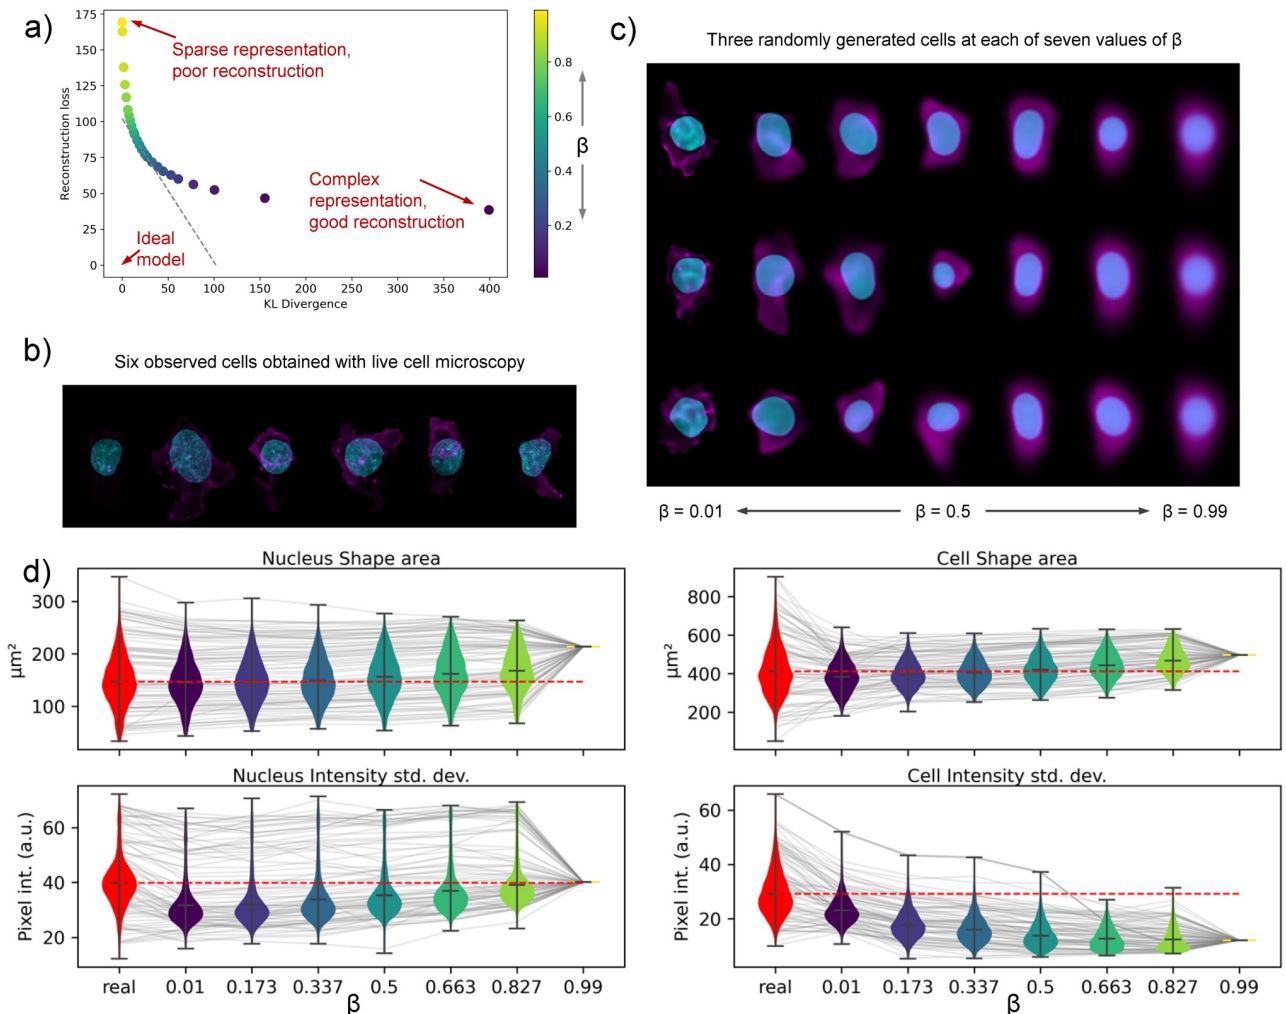 a)
175
150
125
100
75
50
25
0
Reconstruction loss
0 50 100 150 200 250 300 350 400
KL Divergence
Sparse representation,
poor reconstruction
Complex
representation,
good reconstruction
Ideal
model
0.8
0.6
0.4
0.2
β
b)
Six observed cells obtained with live cell microscopy
c)
Three randomly generated cells at each of seven values of β
β = 0.01 β = 0.5 β = 0.99
d)
Nucleus Shape area
300
200
100
µm²
Cell Shape area
800
600
400
200
µm²
Nucleus Intensity std. dev.
60
40
20
Pixel Int. (a.u.)
real 0.01 0.173 0.337 0.5 0.663 0.827 0.99
β
Cell Intensity std. dev.
60
40
20
Pixel int. (a.u.)
real 0.01 0.173 0.337 0.5 0.663 0.827 0.99
β